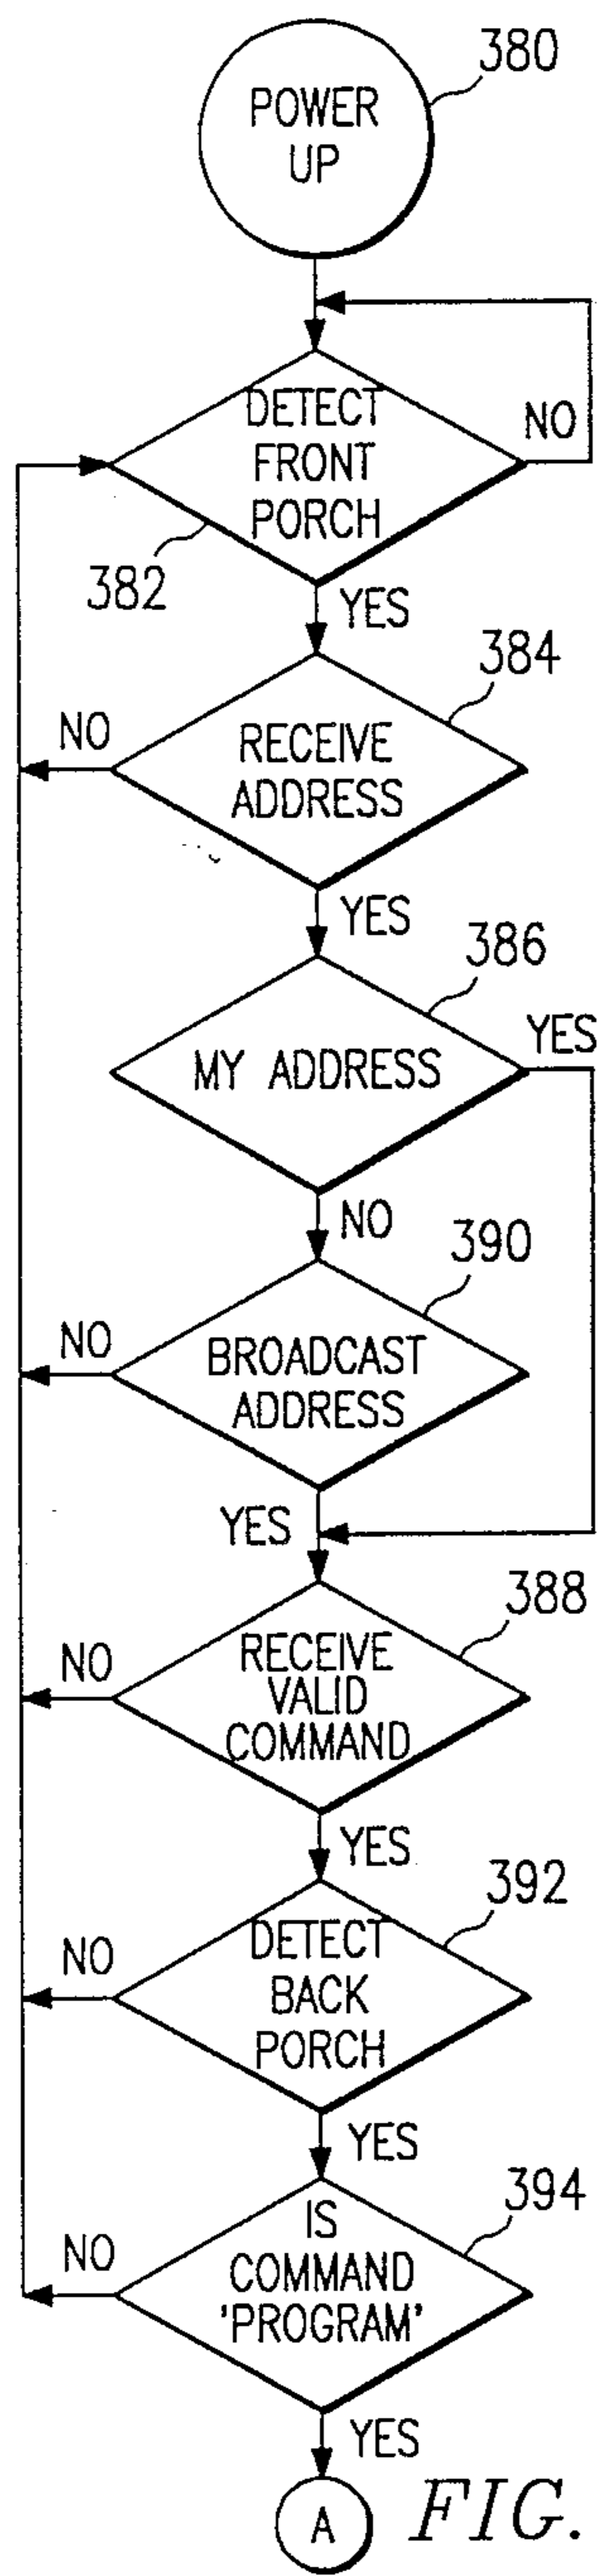 380
POWER
UP
DETECT
FRONT
PORCH
NO
382
YES
384
NO
RECEIVE
ADDRESS
YES
386
YES
MY ADDRESS
NO
390
NO
BROADCAST
ADDRESS
YES
388
NO
RECEIVE
VALID
COMMAND
YES
392
NO
DETECT
BACK
PORCH
YES
394
NO
IS
COMMAND
'PROGRAM'
YES
A
FIG.